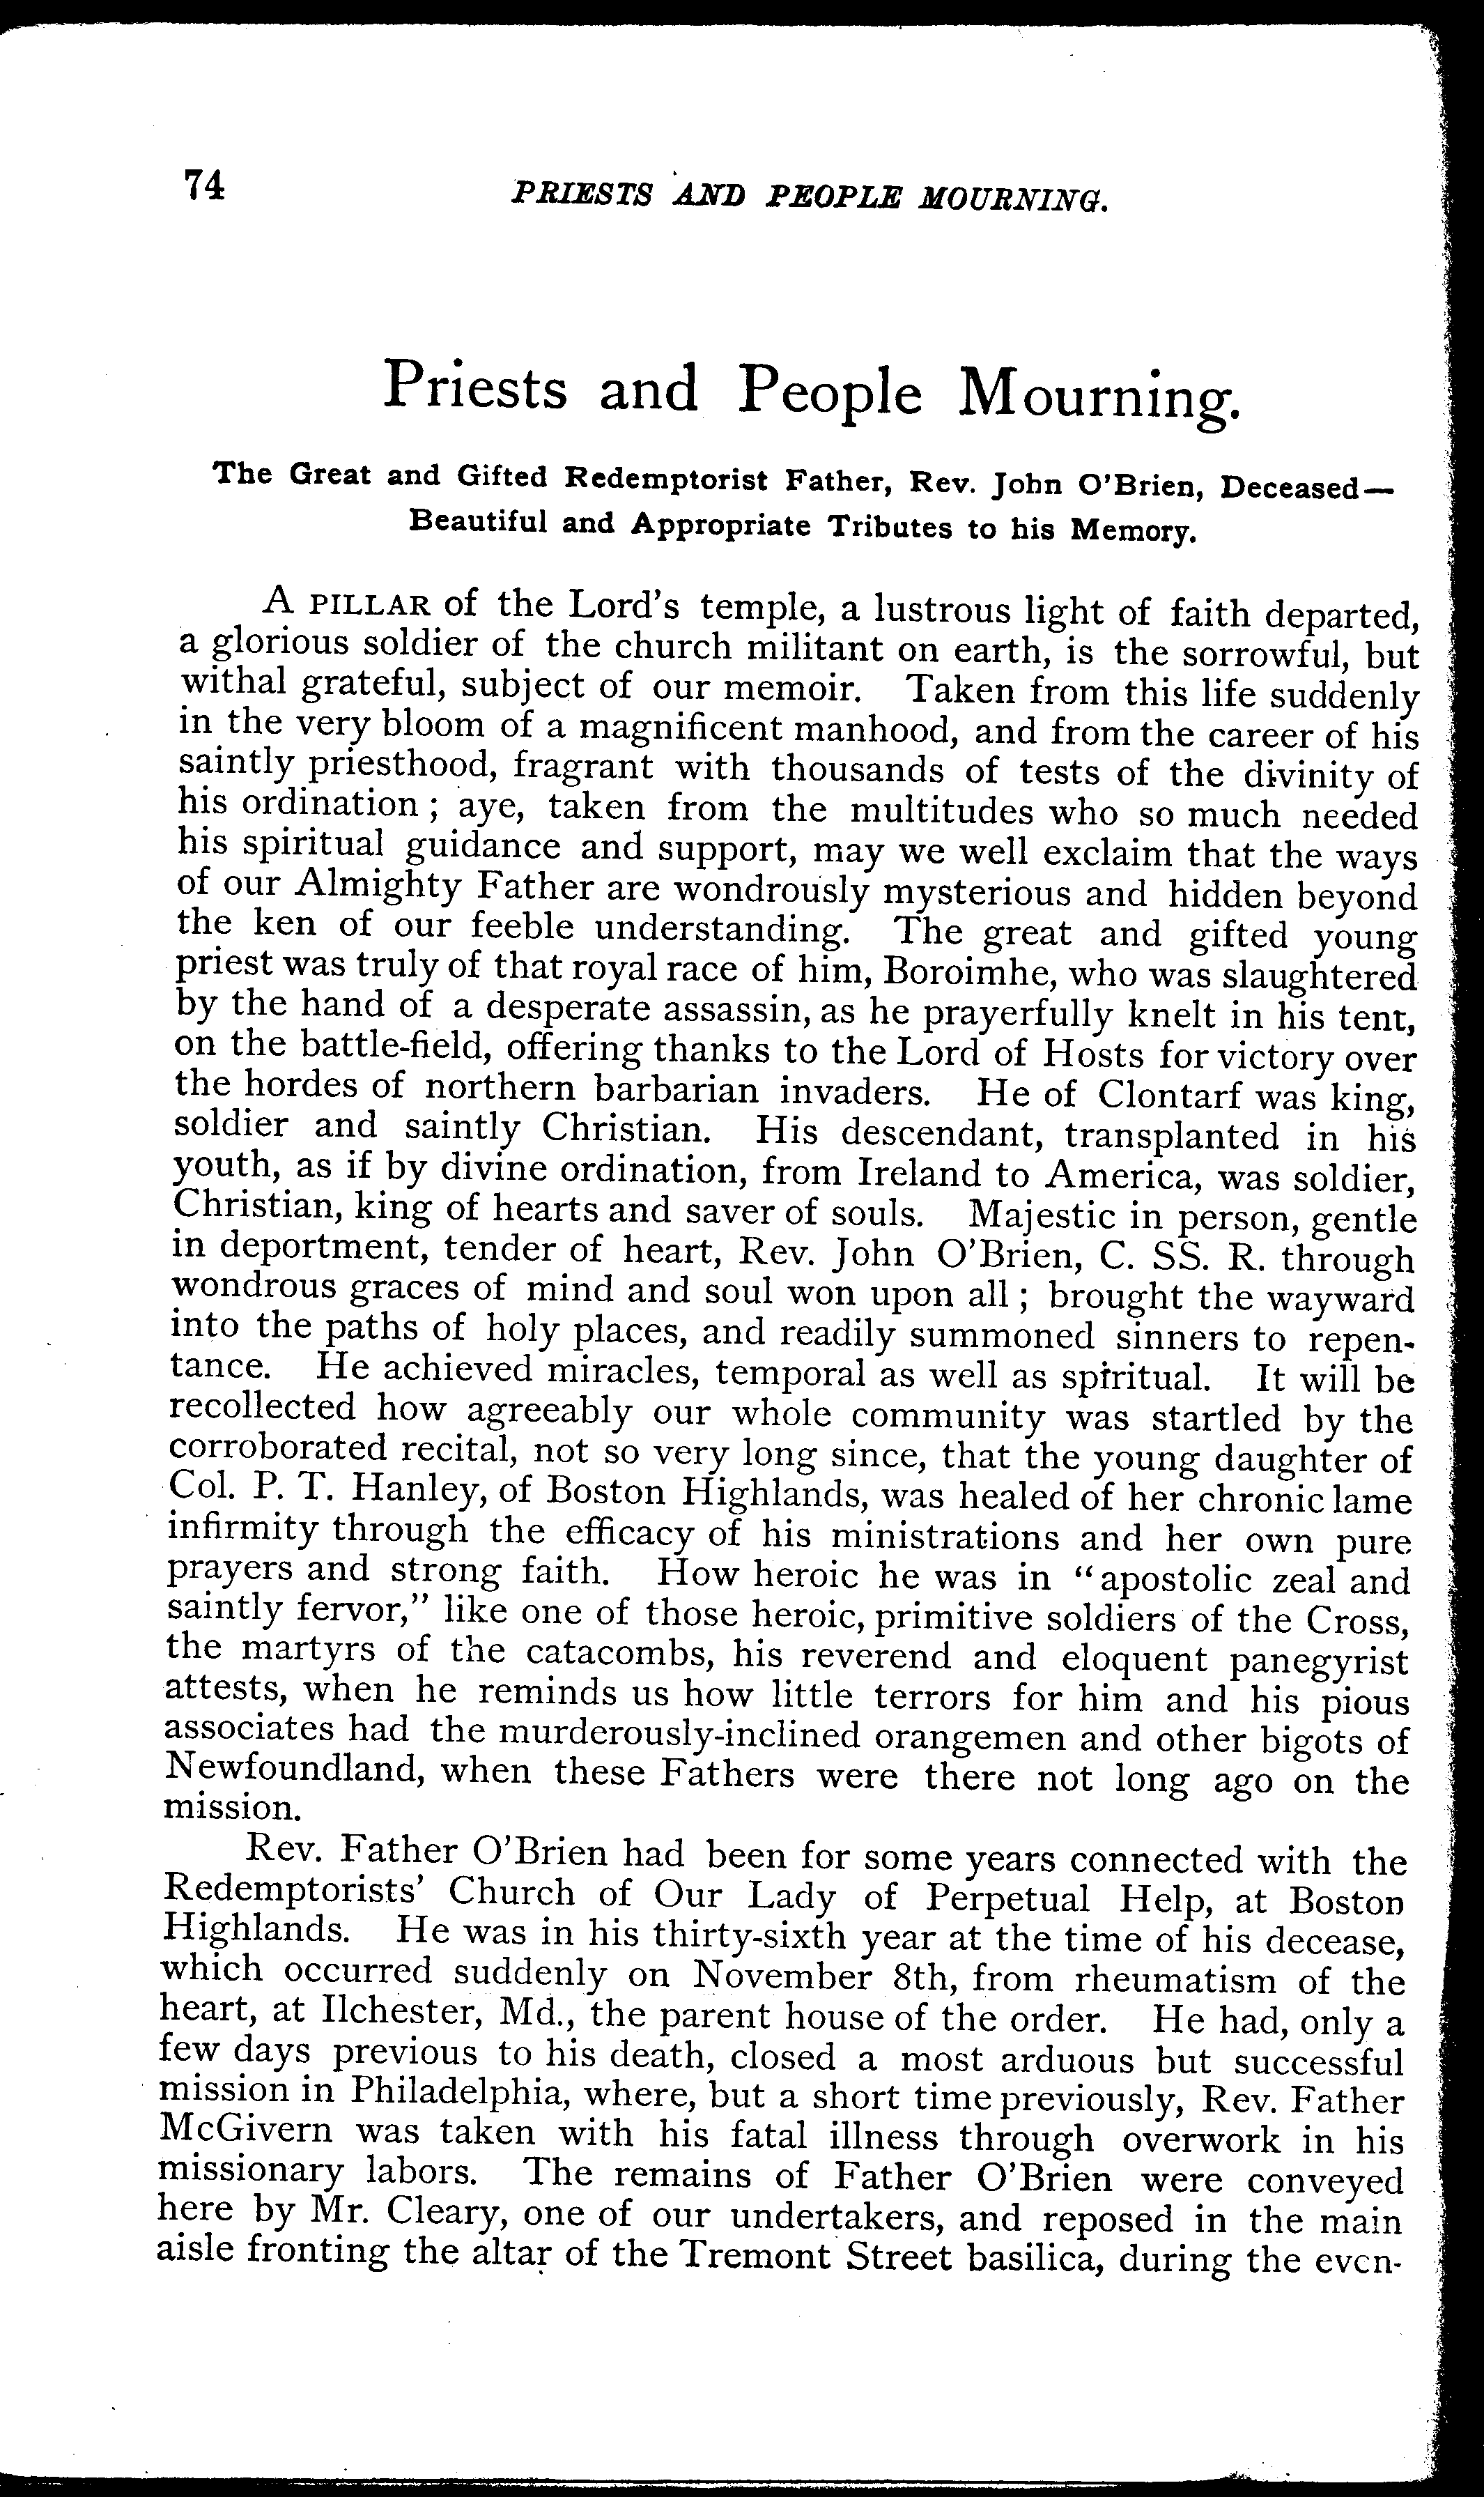 74
PRIESTS AND PEOPLE MOURNING.
Priests and People Mourning.
The Great and Gifted Redemptorist Father, Rev. John O'Brien, Deceased—
Beautiful and Appropriate Tributes to his Memory.
A PILLAR of the Lord's temple, a lustrous light of faith departed,
a glorious soldier of the church militant on earth, is the sorrowful, but
withal grateful, subject of our memoir. Taken from this life suddenly
in the very bloom of a magnificent manhood, and from the career of his
saintly priesthood, fragrant with thousands of tests of the divinity of
his ordination; aye, taken from the multitudes who so much needed
his spiritual guidance and support, may we well exclaim that the ways
of our Almighty Father are wondrously mysterious and hidden beyond
the ken of our feeble understanding. The great and gifted young
priest was truly of that royal race of him, Boroimhe, who was slaughtered
by the hand of a desperate assassin, as he prayerfully knelt in his tent,
on the battle-field, offering thanks to the Lord of Hosts for victory over
the hordes of northern barbarian invaders. He of Clontarf was king,
soldier and saintly Christian. His descendant, transplanted in his
youth, as if by divine ordination, from Ireland to America, was soldier,
Christian, king of hearts and saver of souls. Majestic in person, gentle
in deportment, tender of heart, Rev. John O'Brien, C. SS. R. through
wondrous graces of mind and soul won upon all; brought the wayward
into the paths of holy places, and readily summoned sinners to repen-
tance. He achieved miracles, temporal as well as spiritual. It will be
recollected how agreeably our whole community was startled by the
corroborated recital, not so very long since, that the young daughter of
Col. P. T. Hanley, of Boston Highlands, was healed of her chronic lame
infirmity through the efficacy of his ministrations and her own pure
prayers and strong faith. How heroic he was in "apostolic zeal and
saintly fervor," like one of those heroic, primitive soldiers of the Cross,
the martyrs of the catacombs, his reverend and eloquent panegyrist
attests, when he reminds us how little terrors for him and his pious
associates had the murderously-inclined orangemen and other bigots of
Newfoundland, when these Fathers were there not long ago on the
mission.
Rev. Father O'Brien had been for some years connected with the
Redemptorists' Church of Our Lady of Perpetual Help, at Boston
Highlands. He was in his thirty-sixth year at the time of his decease,
which occurred suddenly on November 8th, from rheumatism of the
heart, at Ilchester, Md., the parent house of the order. He had, only a
few days previous to his death, closed a most arduous but successful
mission in Philadelphia, where, but a short time previously, Rev. Father
McGivern was taken with his fatal illness through overwork in his
missionary labors. The remains of Father O'Brien were conveyed
here by Mr. Cleary, one of our undertakers, and reposed in the main
aisle fronting the altar of the Tremont Street basilica, during the even-